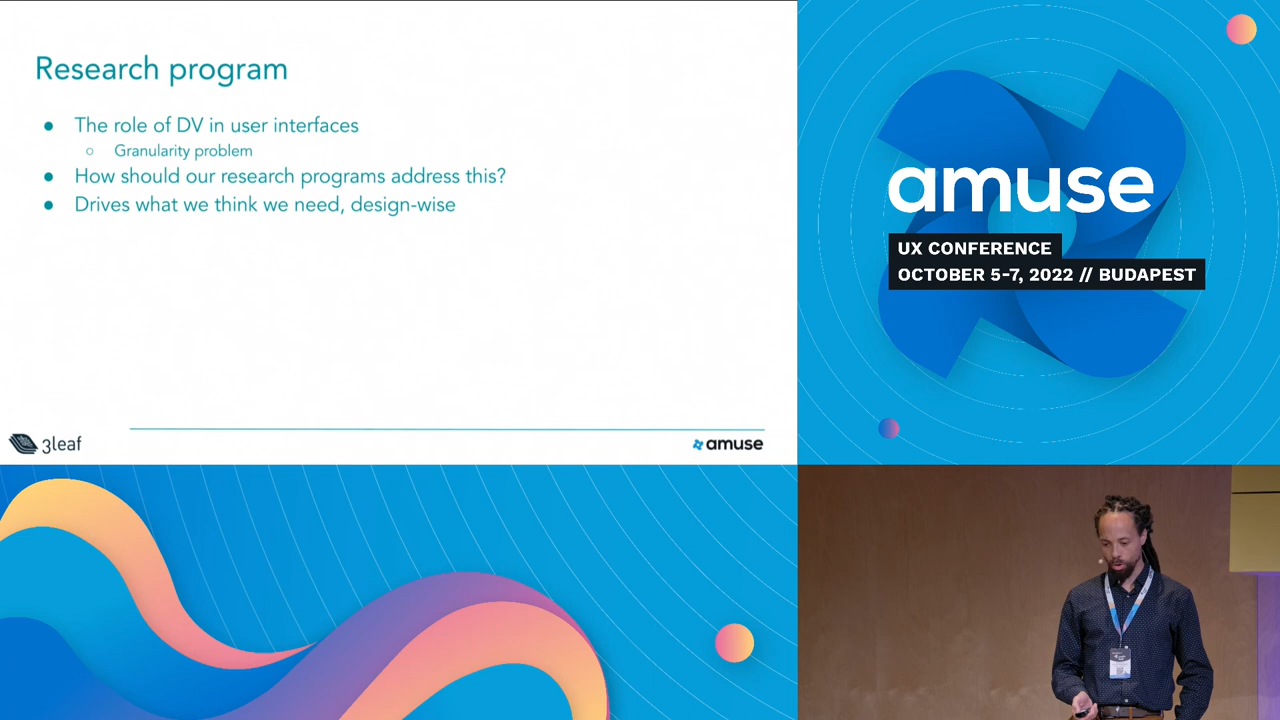 Research program
● The role of DV in user interfaces
○ Granularity problem
● How should our research programs address this?
● Drives what we think we need, design-wise
3leaf
amuse
amuse
UX CONFERENCE
OCTOBER 5-7, 2022 // BUDAPEST